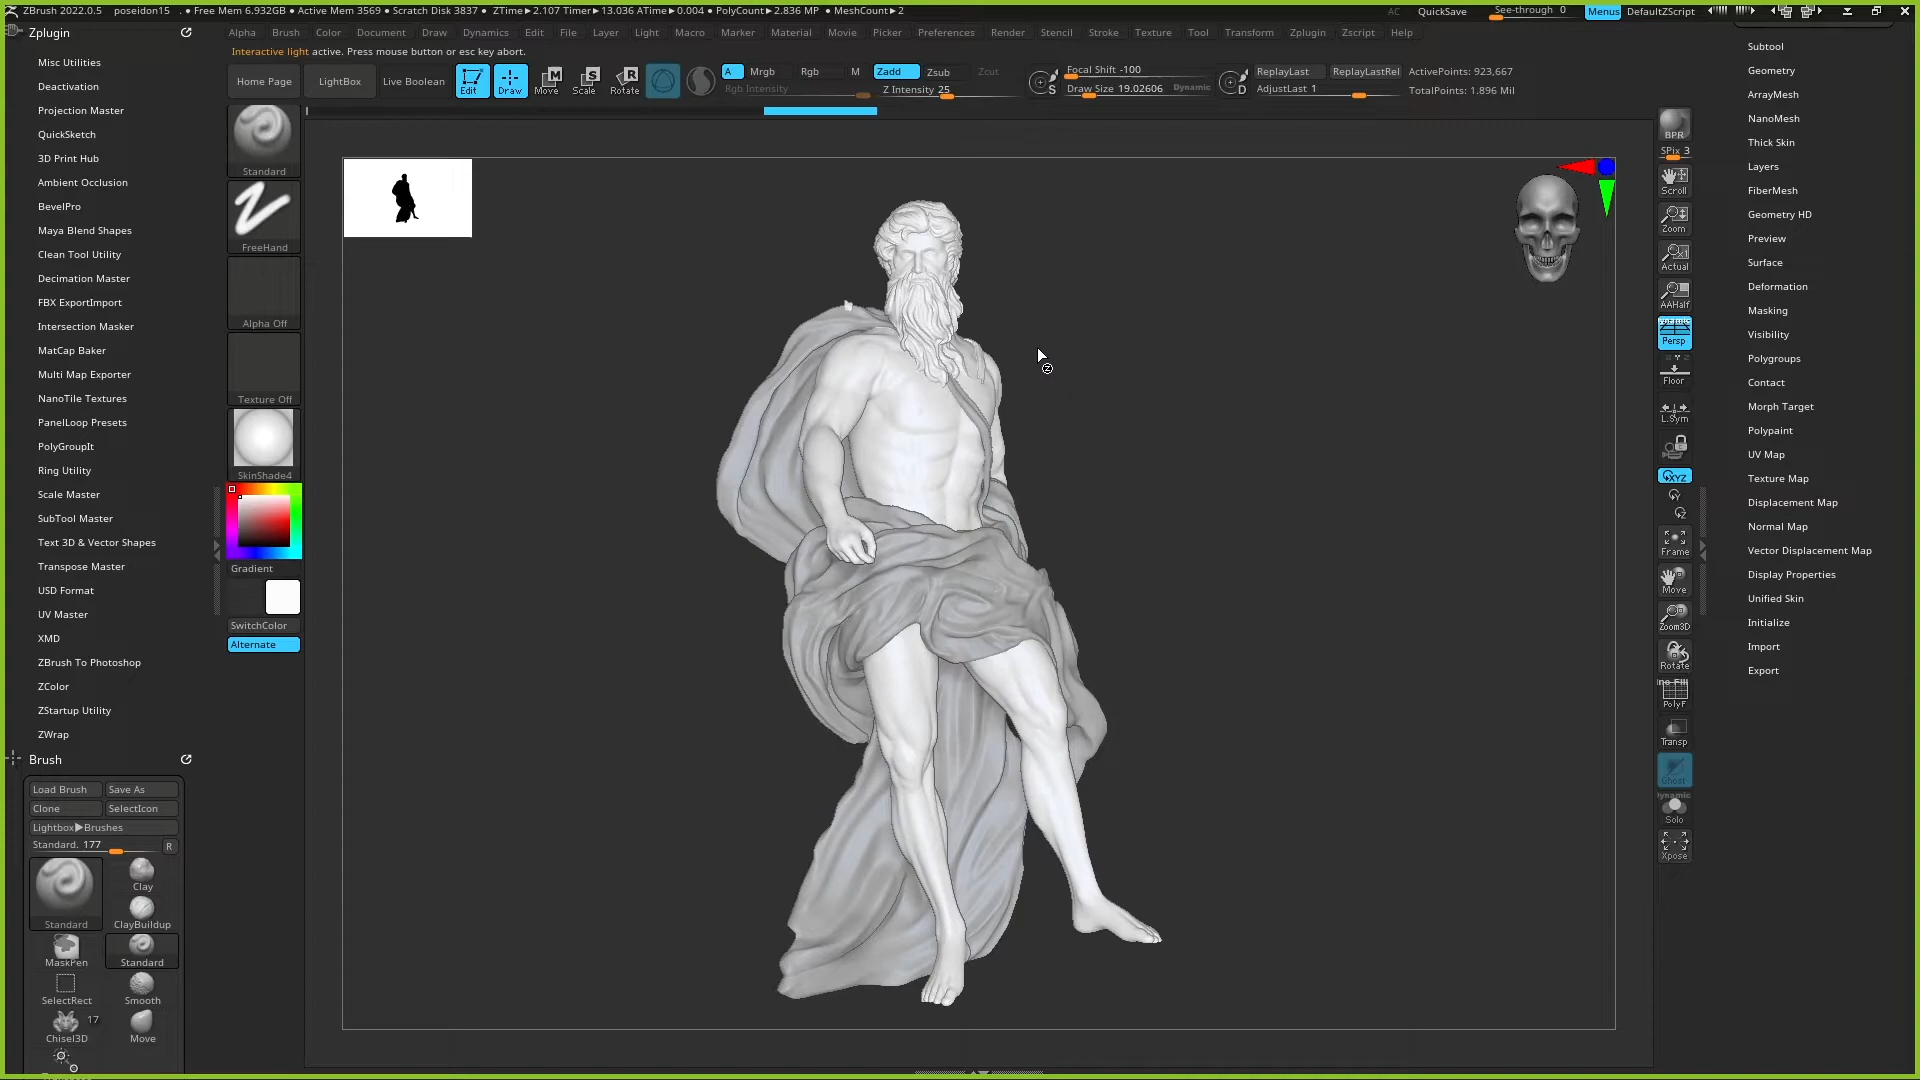 ZBrush 2022.0.5 poseidon15 . • Free Mem 6.932GB • Active Mem 3569 • Scratch Disk 3837 • ZTime►2.107 Timer►13.036 ATime►0.004 • PolyCount►2.836 MP • MeshCount►2
AC QuickSave See-through 0 Menus DefaultZScript
Alpha Brush Color Document Draw Dynamics Edit File Layer Light Macro Marker Material Movie Picker Preferences Render Stencil Stroke Texture Tool Transform Zplugin Zscript Help
Interactive light active. Press mouse button or esc key abort.
Home Page LightBox Live Boolean Edit Draw Move Scale Rotate
A Mrgb Rgb M Zadd Zsub Zcut
Rgb Intensity Z Intensity 25
S Focal Shift -100
Draw Size 19.02606 Dynamic
D ReplayLast ReplayLastRel ActivePoints: 923,667
AdjustLast 1 TotalPoints: 1.896 Mil
Zplugin
Misc Utilities
Deactivation
Projection Master
QuickSketch
3D Print Hub
Ambient Occlusion
BevelPro
Maya Blend Shapes
Clean Tool Utility
Decimation Master
FBX ExportImport
Intersection Masker
MatCap Baker
Multi Map Exporter
NanoTile Textures
PanelLoop Presets
PolyGroupIt
Ring Utility
Scale Master
SubTool Master
Text 3D & Vector Shapes
Transpose Master
USD Format
UV Master
XMD
ZBrush To Photoshop
ZColor
ZStartup Utility
ZWrap
Brush
Load Brush Save As
Clone SelectIcon
Lightbox►Brushes
Standard. 177 R
Standard
Clay
ClayBuildup
MaskPen
Standard
SelectRect
Smooth
Chisel3D
17
Move
Standard
FreeHand
Alpha Off
Texture Off
SkinShade4
Gradient
SwitchColor
Alternate
BPR
SPix 3
Scroll
Zoom
Actual
AAHalf
Dynamic
Persp
Floor
L.Sym
XYZ
Y
Z
Frame
Move
Zoom3D
Rotate
PolyF
Transp
Ghost
Dynamic
Solo
Xpose
Subtool
Geometry
ArrayMesh
NanoMesh
Thick Skin
Layers
FiberMesh
Geometry HD
Preview
Surface
Deformation
Masking
Visibility
Polygroups
Contact
Morph Target
Polypaint
UV Map
Texture Map
Displacement Map
Normal Map
Vector Displacement Map
Display Properties
Unified Skin
Initialize
Import
Export